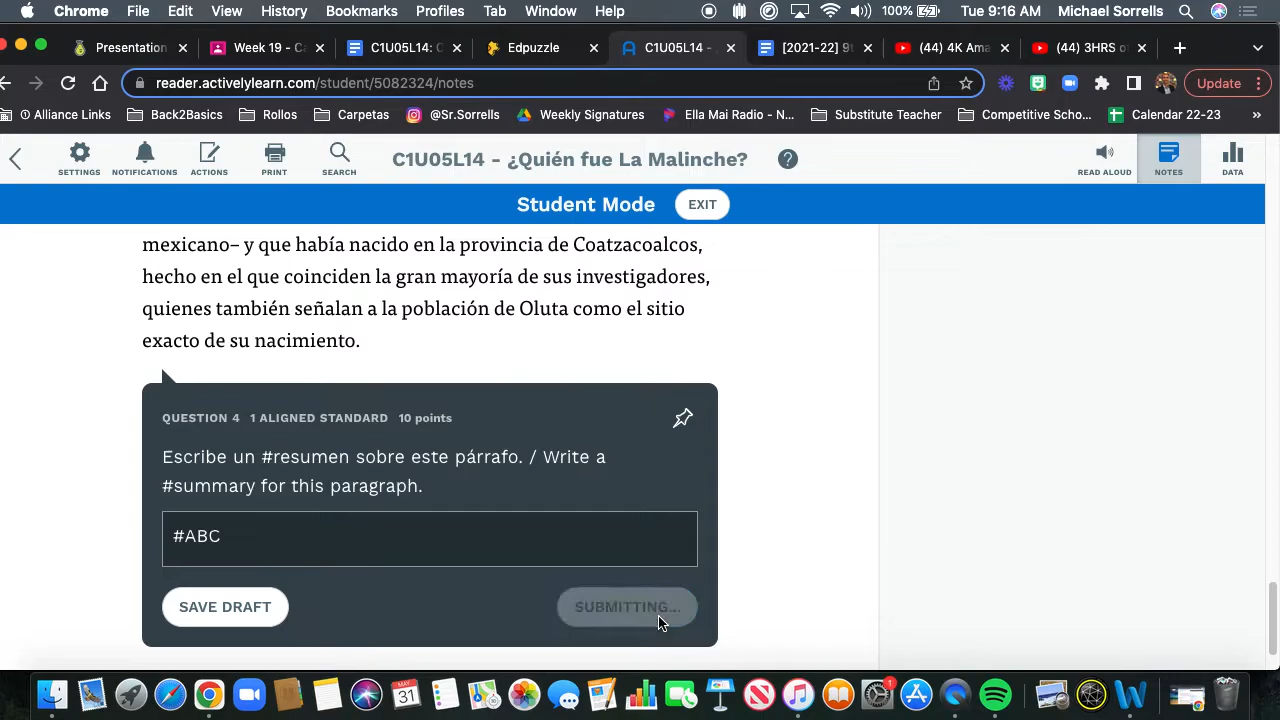 Chrome File Edit View History Bookmarks Profiles Tab Window Help 100% Tue 9:16 AM Michael Sorrells
Presentation Week 19 - Ca C1U05L14: C Edpuzzle C1U05L14 - [2021-22] 9t (44) 4K Ama (44) 3HRS o
reader.activelylearn.com/student/5082324/notes Update
Alliance Links Back2Basics Rollos Carpetas @Sr.Sorrells Weekly Signatures Ella Mai Radio - N... Substitute Teacher Competitive Scho... Calendar 22-23 »
SETTINGS NOTIFICATIONS ACTIONS PRINT SEARCH C1U05L14 - ¿Quién fue La Malinche? ? READ ALOUD NOTES DATA
Student Mode EXIT
mexicano– y que había nacido en la provincia de Coatzacoalcos,
hecho en el que coinciden la gran mayoría de sus investigadores,
quienes también señalan a la población de Oluta como el sitio
exacto de su nacimiento.
QUESTION 4 1 ALIGNED STANDARD 10 points
Escribe un #resumen sobre este párrafo. / Write a
#summary for this paragraph.
#ABC
SAVE DRAFT SUBMITTING...
MAY
31
1